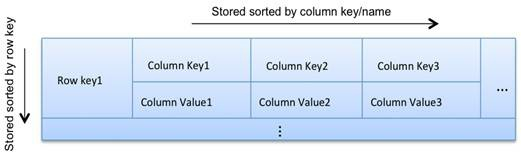 Stored sorted by column key/name
Stored sorted by row key
Row key1
Column Key1
Column Key2
Column Key3
Column Value1
Column Value2
Column Value3
...
⋮